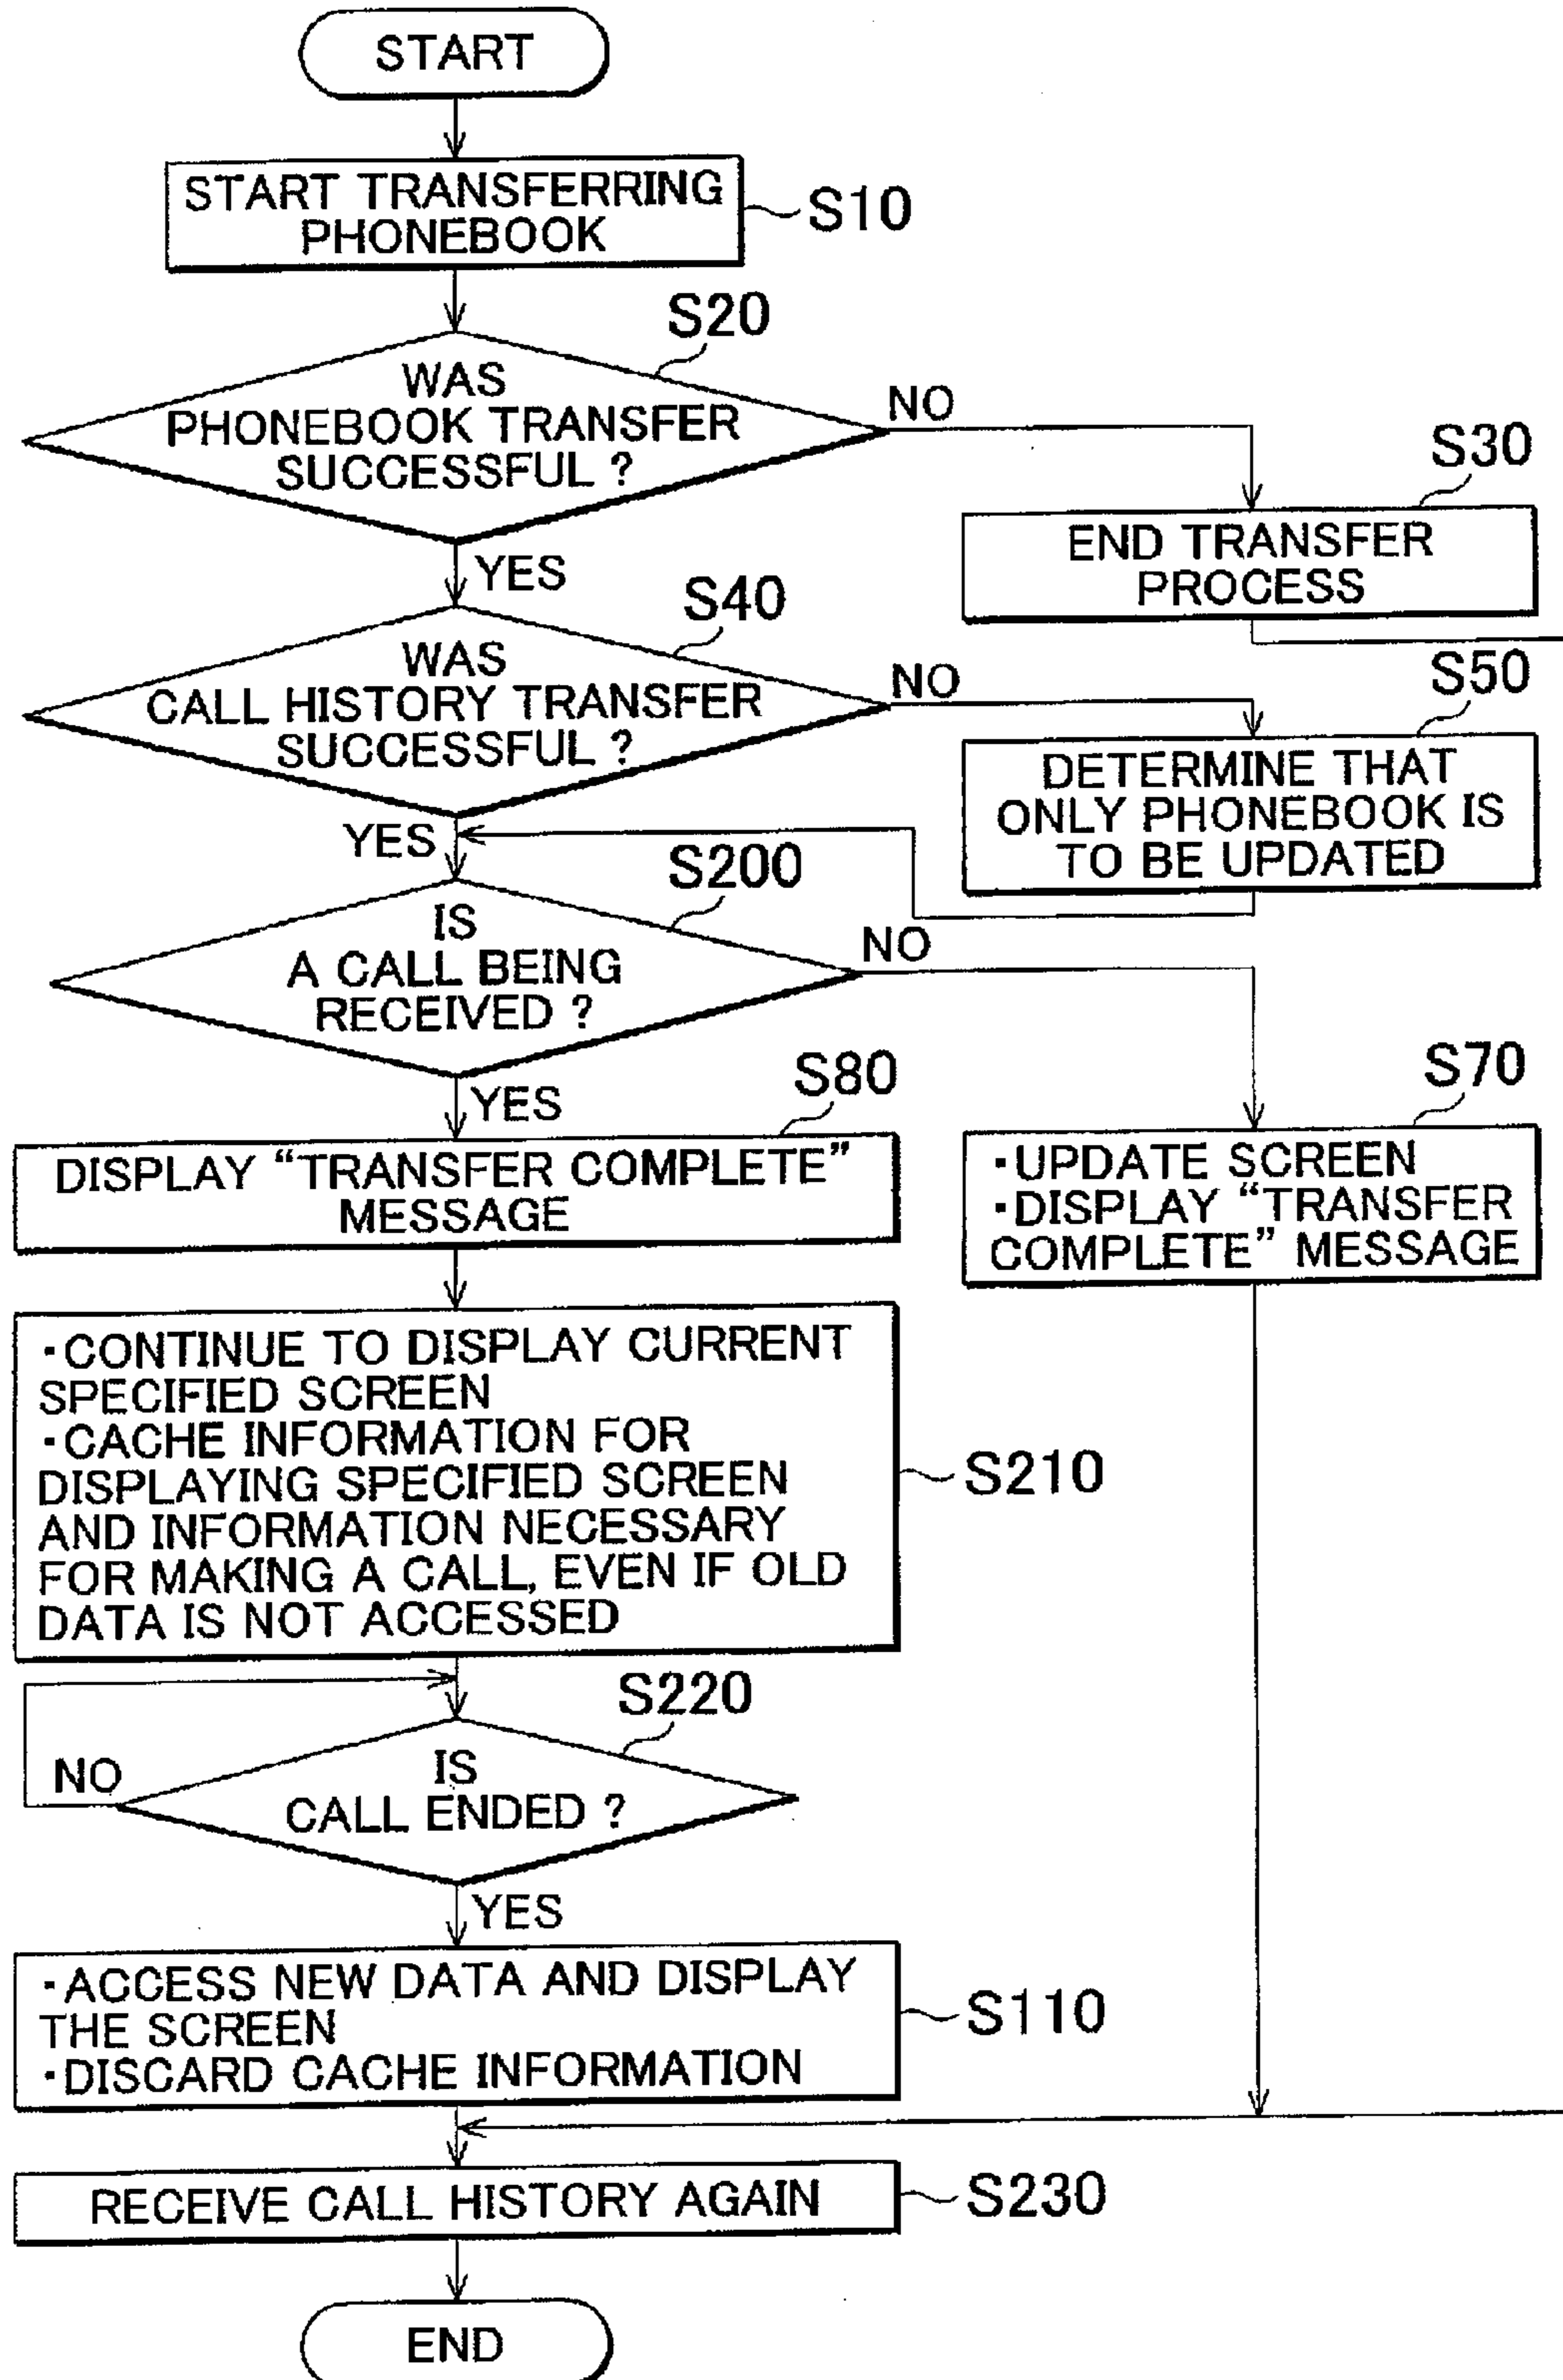 START
START TRANSFERRING
PHONEBOOK
S10
S20
WAS
PHONEBOOK TRANSFER
SUCCESSFUL ?
NO
YES
S30
END TRANSFER
PROCESS
S40
WAS
CALL HISTORY TRANSFER
SUCCESSFUL ?
NO
YES
S50
DETERMINE THAT
ONLY PHONEBOOK IS
TO BE UPDATED
S200
IS
A CALL BEING
RECEIVED ?
NO
YES
S70
・UPDATE SCREEN
・DISPLAY “TRANSFER
COMPLETE” MESSAGE
S80
DISPLAY “TRANSFER COMPLETE”
MESSAGE
・CONTINUE TO DISPLAY CURRENT
SPECIFIED SCREEN
・CACHE INFORMATION FOR
DISPLAYING SPECIFIED SCREEN
AND INFORMATION NECESSARY
FOR MAKING A CALL, EVEN IF OLD
DATA IS NOT ACCESSED
S210
S220
IS
CALL ENDED ?
NO
YES
・ACCESS NEW DATA AND DISPLAY
THE SCREEN
・DISCARD CACHE INFORMATION
S110
RECEIVE CALL HISTORY AGAIN
S230
END